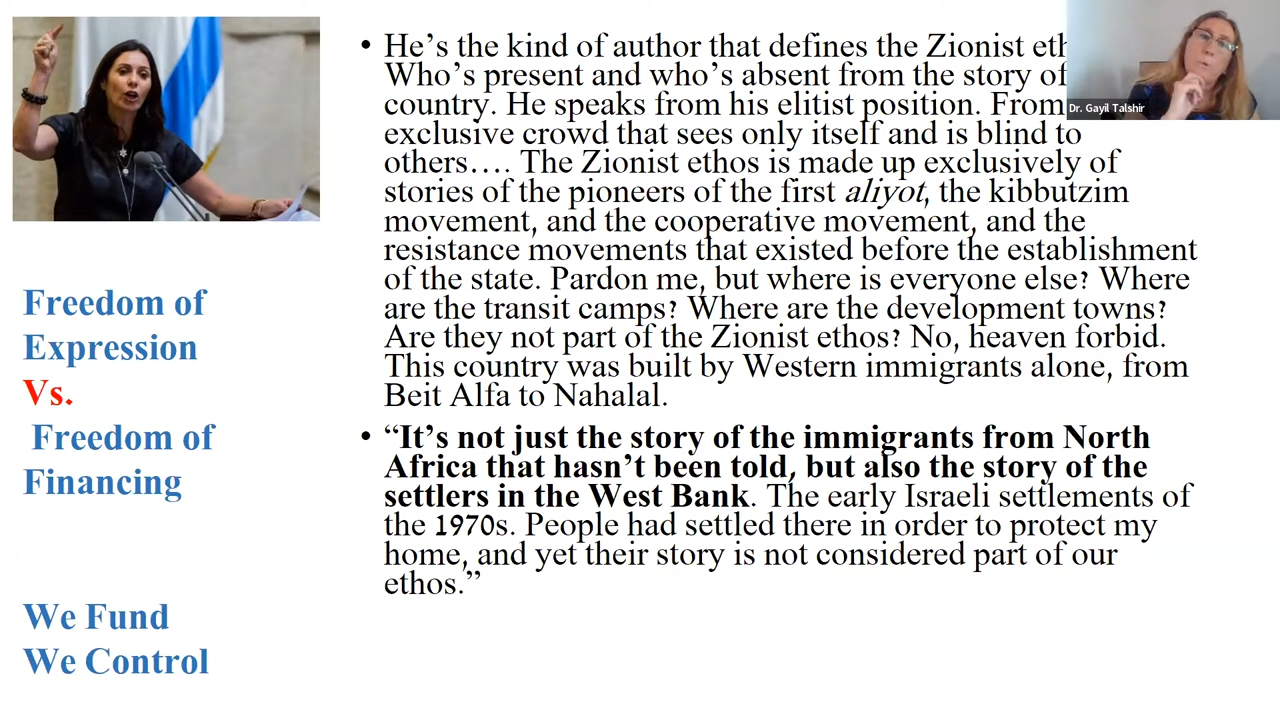 Freedom of
Expression
Vs.
Freedom of
Financing
We Fund
We Control
• He’s the kind of author that defines the Zionist
Who’s present and who’s absent from the story of
country. He speaks from his elitist position. From
exclusive crowd that sees only itself and is blind to
others…. The Zionist ethos is made up exclusively of
stories of the pioneers of the first aliyot, the kibbutzim
movement, and the cooperative movement, and the
resistance movements that existed before the establishment
of the state. Pardon me, but where is everyone else? Where
are the transit camps? Where are the development towns?
Are they not part of the Zionist ethos? No, heaven forbid.
This country was built by Western immigrants alone, from
Beit Alfa to Nahalal.
• “It’s not just the story of the immigrants from North
Africa that hasn’t been told, but also the story of the
settlers in the West Bank. The early Israeli settlements of
the 1970s. People had settled there in order to protect my
home, and yet their story is not considered part of our
ethos.”
Dr. Gayil Talshir